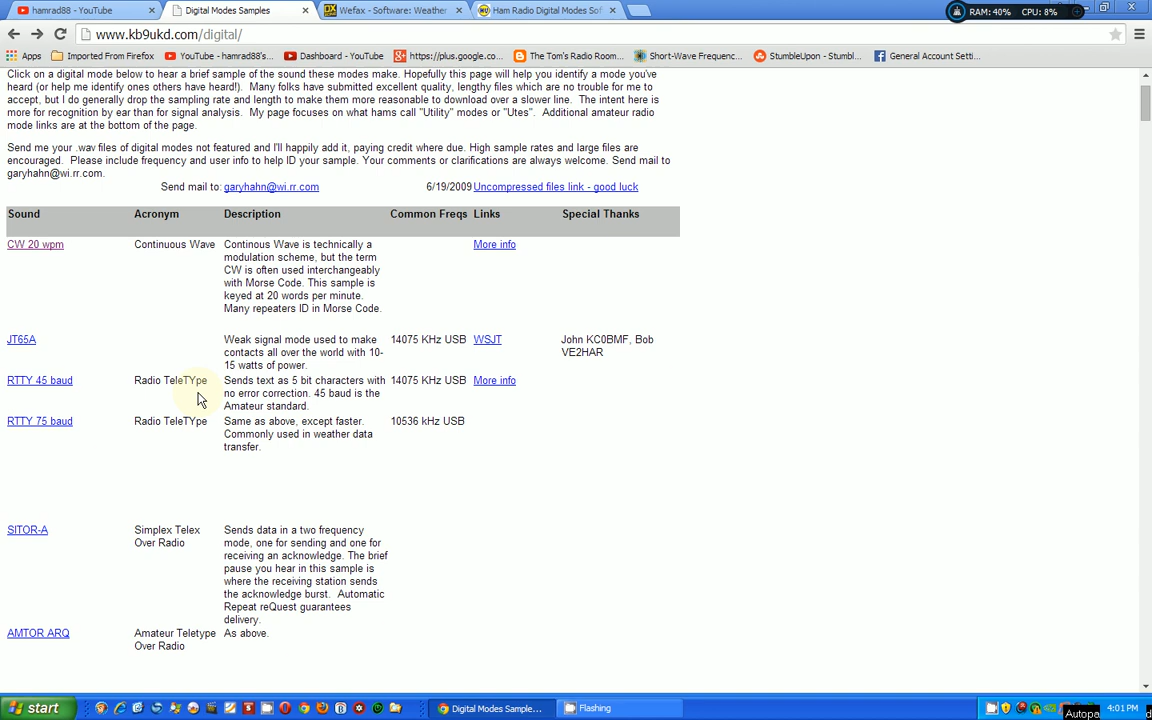 hamrad88 - YouTube
Digital Modes Samples
Wefax - Software: Weather
Ham Radio Digital Modes Sof
RAM: 40% CPU: 8%
www.kb9ukd.com/digital/
Apps
Imported From Firefox
YouTube - hamrad88's...
Dashboard - YouTube
https://plus.google.co...
The Tom's Radio Room...
Short-Wave Frequenc...
StumbleUpon - Stumbl...
General Account Setti...
Click on a digital mode below to hear a brief sample of the sound these modes make. Hopefully this page will help you identify a mode you've
heard (or help me identify ones others have heard!). Many folks have submitted excellent quality, lengthy files which are no trouble for me to
accept, but I do generally drop the sampling rate and length to make them more reasonable to download over a slower line. The intent here is
more for recognition by ear than for signal analysis. My page focuses on what hams call "Utility" modes or "Utes". Additional amateur radio
mode links are at the bottom of the page.
Send me your .wav files of digital modes not featured and I'll happily add it, paying credit where due. High sample rates and large files are
encouraged. Please include frequency and user info to help ID your sample. Your comments or clarifications are always welcome. Send mail to
garyhahn@wi.rr.com.
Send mail to: garyhahn@wi.rr.com 6/19/2009 Uncompressed files link - good luck
Sound Acronym Description Common Freqs Links Special Thanks
CW 20 wpm Continuous Wave Continous Wave is technically a More info
modulation scheme, but the term
CW is often used interchangeably
with Morse Code. This sample is
keyed at 20 words per minute.
Many repeaters ID in Morse Code.
JT65A Weak signal mode used to make 14075 KHz USB WSJT John KC0BMF, Bob
contacts all over the world with 10- VE2HAR
15 watts of power.
RTTY 45 baud Radio TeleTYpe Sends text as 5 bit characters with 14075 KHz USB More info
no error correction. 45 baud is the
Amateur standard.
RTTY 75 baud Radio TeleTYpe Same as above, except faster. 10536 kHz USB
Commonly used in weather data
transfer.
SITOR-A Simplex Telex Sends data in a two frequency
Over Radio mode, one for sending and one for
receiving an acknowledge. The brief
pause you hear in this sample is
where the receiving station sends
the acknowledge burst. Automatic
Repeat reQuest guarantees
delivery.
AMTOR ARQ Amateur Teletype As above.
Over Radio
start
Digital Modes Sample...
Flashing
4:01 PM